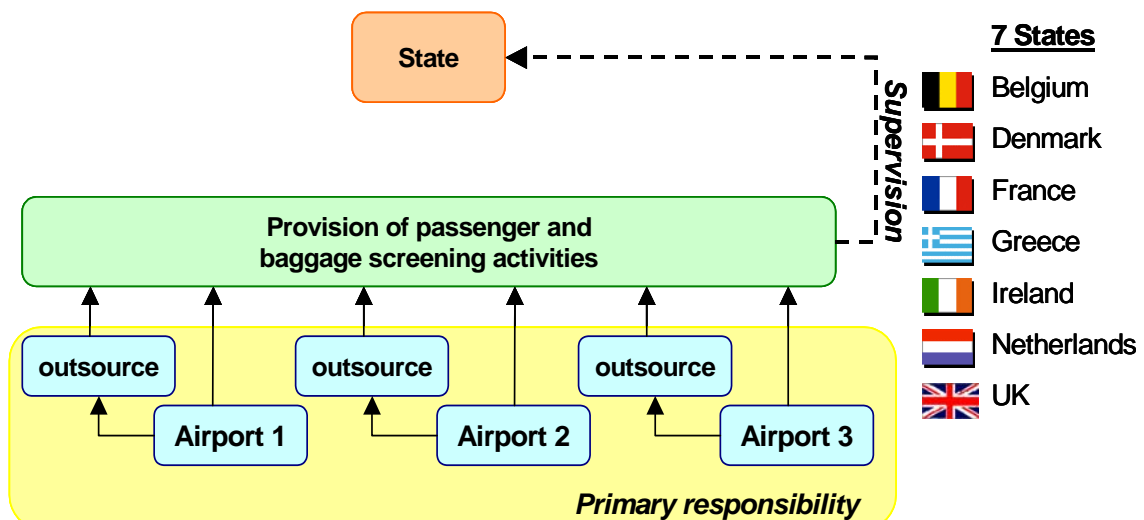 State
Supervision
7 States
Belgium
Denmark
France
Greece
Ireland
Netherlands
UK
Provision of passenger and
baggage screening activities
outsource
outsource
outsource
Airport 1
Airport 2
Airport 3
Primary responsibility